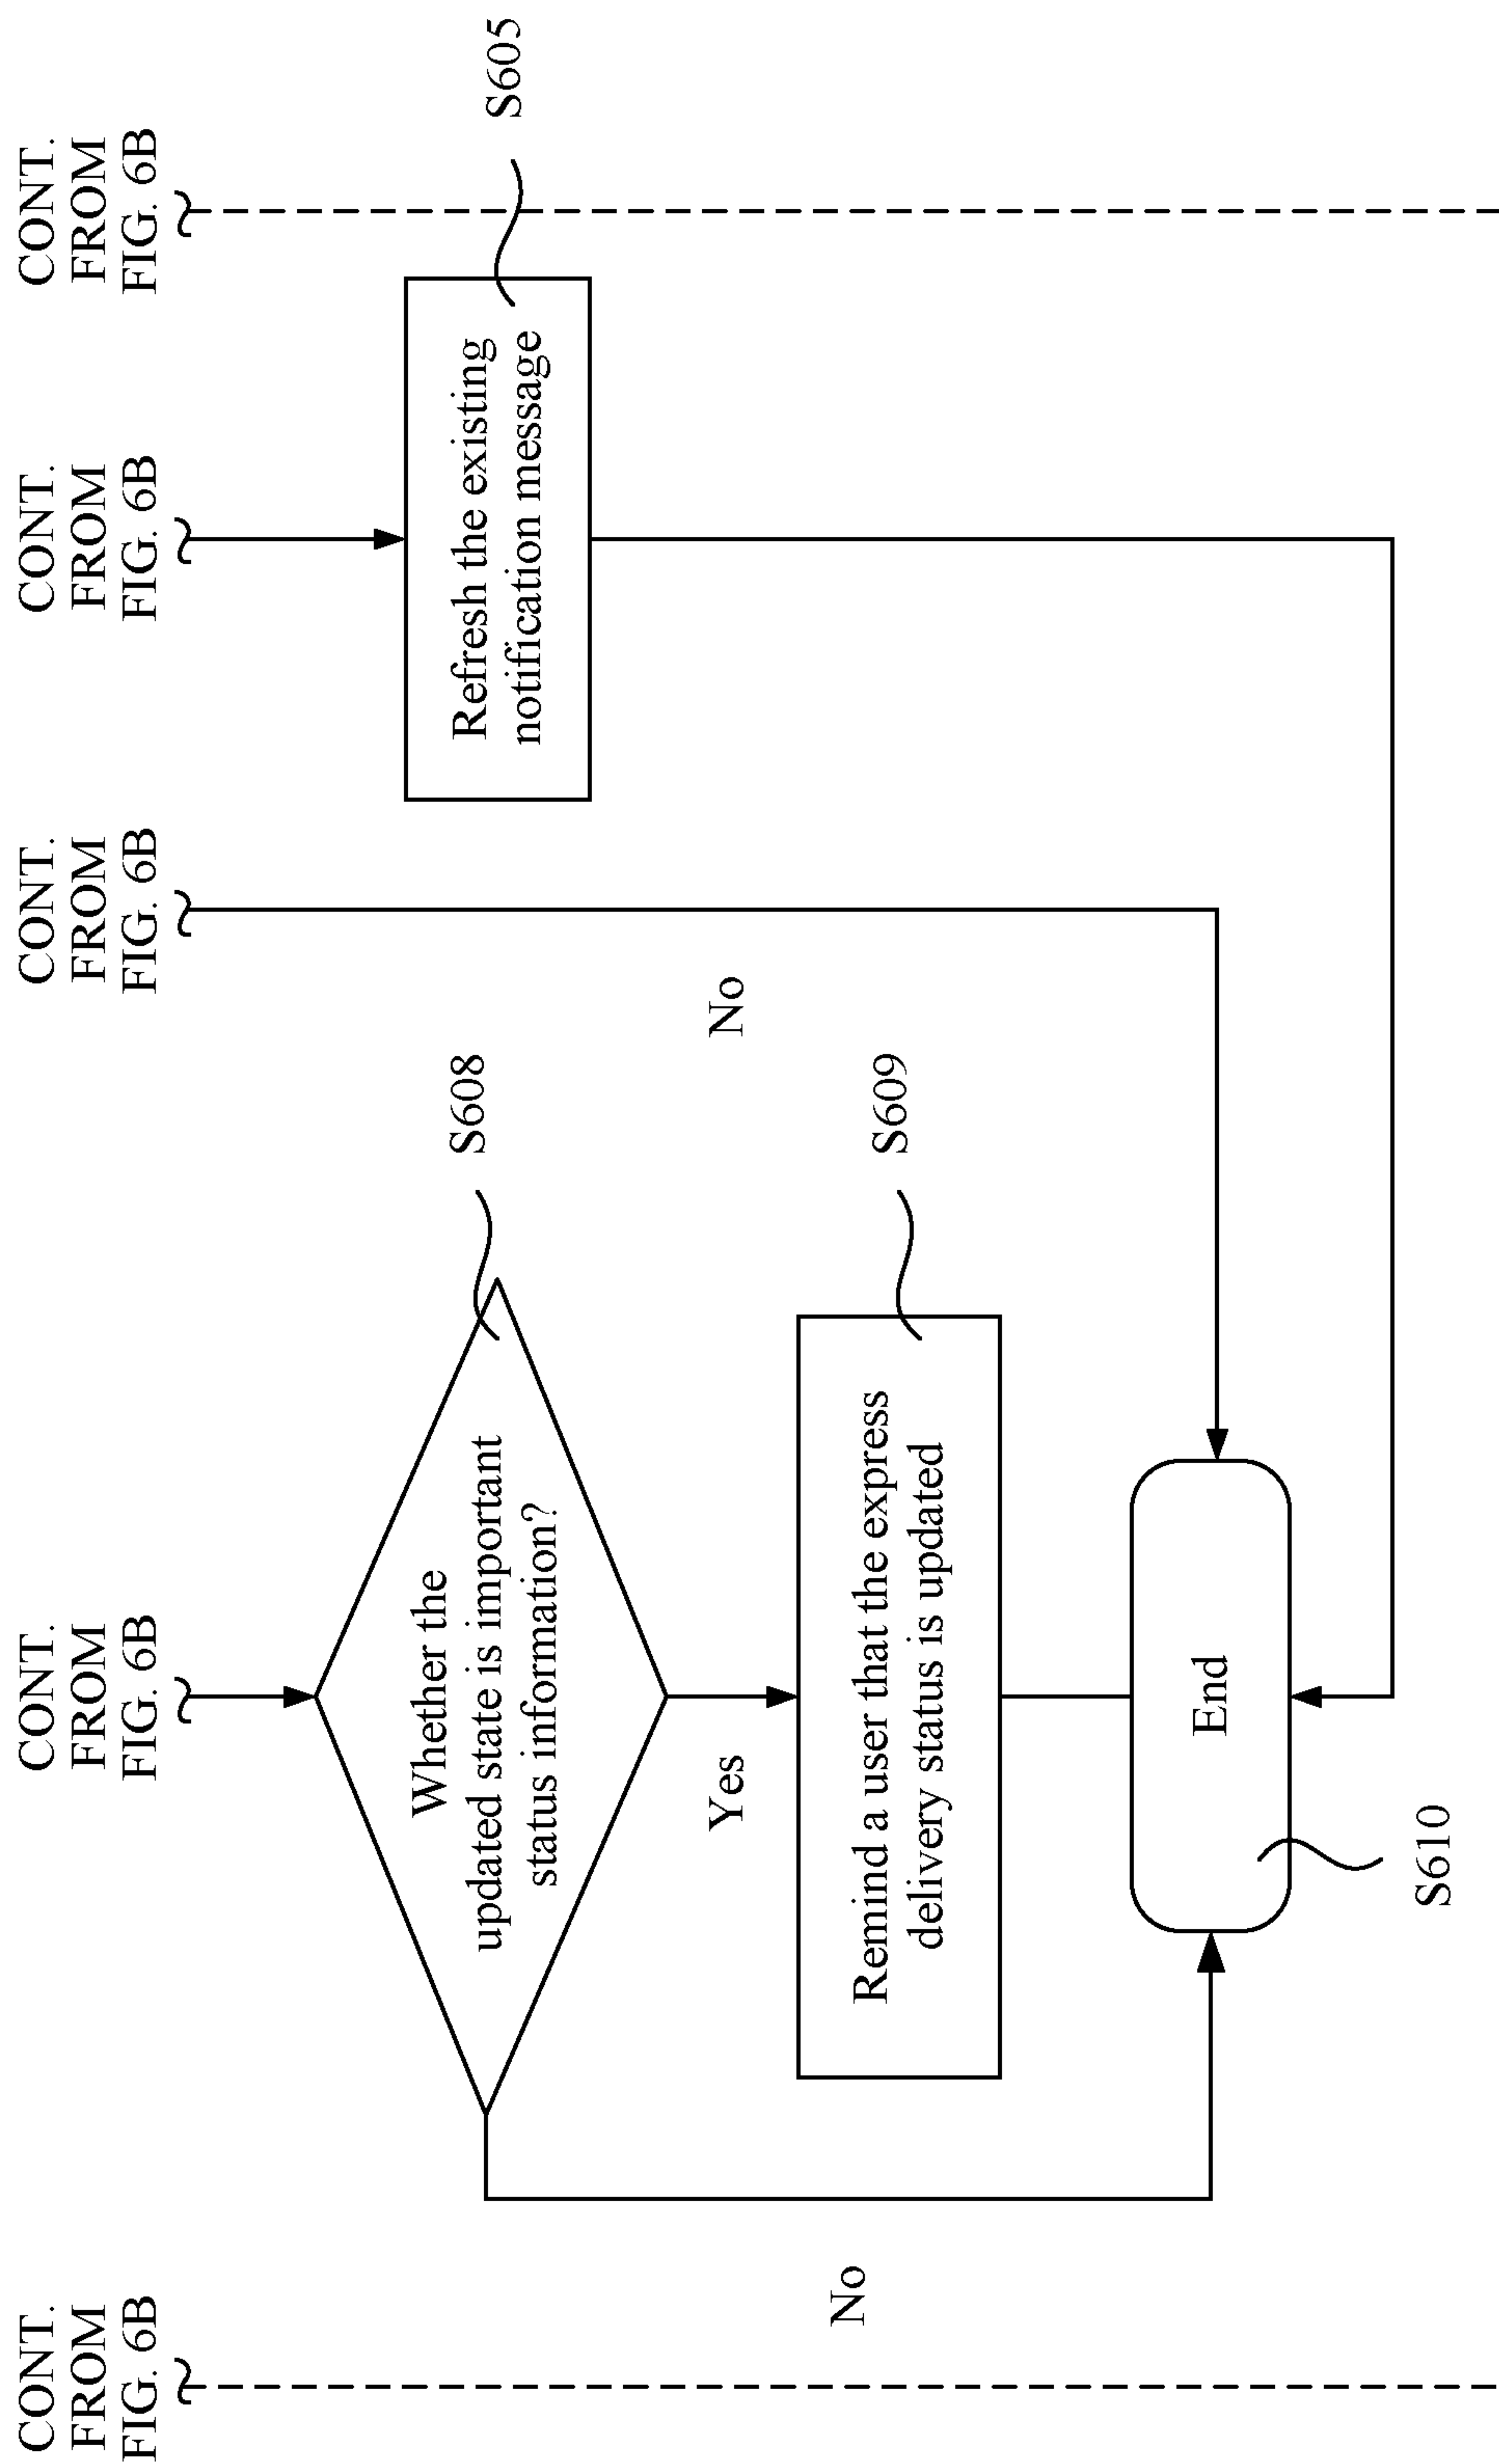 CONT.
FROM
FIG. 6B
CONT.
FROM
FIG. 6B
CONT.
FROM
FIG. 6B
CONT.
FROM
FIG. 6B
CONT.
FROM
FIG. 6B
Whether the
updated state is important
status information?
S608
Refresh the existing
notification message
S605
Yes
No
No
Remind a user that the express
delivery status is updated
S609
End
S610